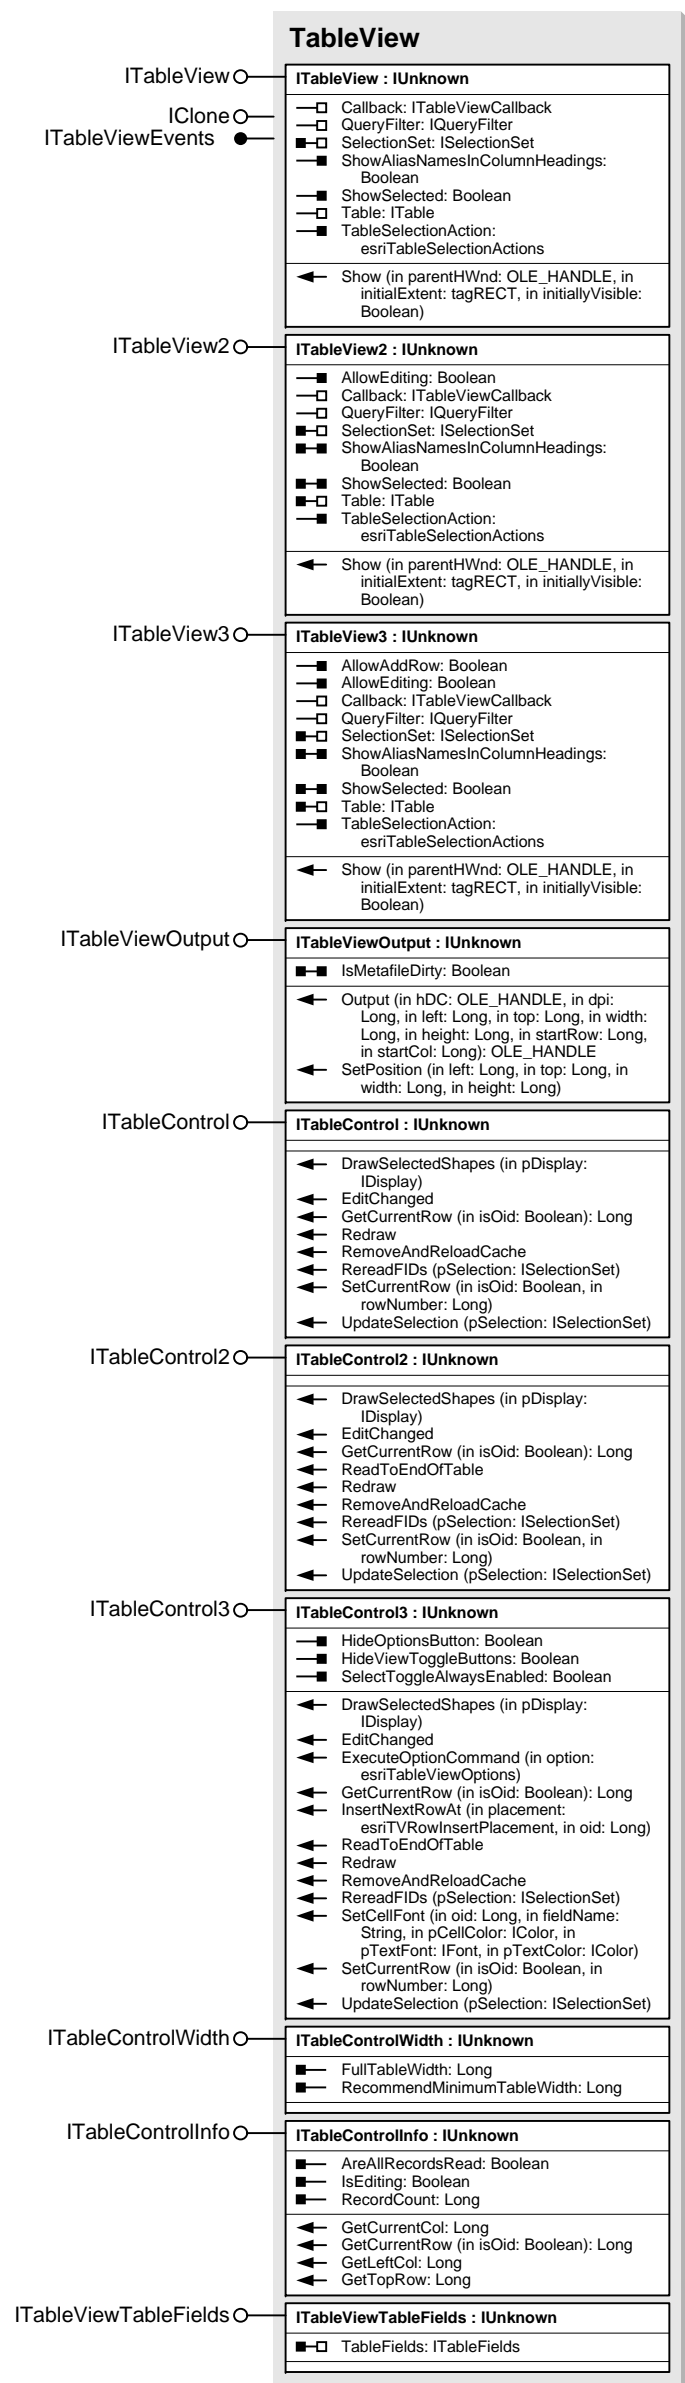 TableView
ITableView
ITableView : IUnknown
IClone
ITableViewEvents
Callback: ITableViewCallback
QueryFilter: IQueryFilter
SelectionSet: ISelectionSet
ShowAliasNamesInColumnHeadings:
Boolean
ShowSelected: Boolean
Table: ITable
TableSelectionAction:
esriTableSelectionActions
Show (in parentHWnd: OLE_HANDLE, in
initialExtent: tagRECT, in initiallyVisible:
Boolean)
ITableView2
ITableView2 : IUnknown
AllowEditing: Boolean
Callback: ITableViewCallback
QueryFilter: IQueryFilter
SelectionSet: ISelectionSet
ShowAliasNamesInColumnHeadings:
Boolean
ShowSelected: Boolean
Table: ITable
TableSelectionAction:
esriTableSelectionActions
Show (in parentHWnd: OLE_HANDLE, in
initialExtent: tagRECT, in initiallyVisible:
Boolean)
ITableView3
ITableView3 : IUnknown
AllowAddRow: Boolean
AllowEditing: Boolean
Callback: ITableViewCallback
QueryFilter: IQueryFilter
SelectionSet: ISelectionSet
ShowAliasNamesInColumnHeadings:
Boolean
ShowSelected: Boolean
Table: ITable
TableSelectionAction:
esriTableSelectionActions
Show (in parentHWnd: OLE_HANDLE, in
initialExtent: tagRECT, in initiallyVisible:
Boolean)
ITableViewOutput
ITableViewOutput : IUnknown
IsMetafileDirty: Boolean
Output (in hDC: OLE_HANDLE, in dpi:
Long, in left: Long, in top: Long, in width:
Long, in height: Long, in startRow: Long,
in startCol: Long): OLE_HANDLE
SetPosition (in left: Long, in top: Long, in
width: Long, in height: Long)
ITableControl
ITableControl : IUnknown
DrawSelectedShapes (in pDisplay:
IDisplay)
EditChanged
GetCurrentRow (in isOid: Boolean): Long
Redraw
RemoveAndReloadCache
RereadFIDs (pSelection: ISelectionSet)
SetCurrentRow (in isOid: Boolean, in
rowNumber: Long)
UpdateSelection (pSelection: ISelectionSet)
ITableControl2
ITableControl2 : IUnknown
DrawSelectedShapes (in pDisplay:
IDisplay)
EditChanged
GetCurrentRow (in isOid: Boolean): Long
ReadToEndOfTable
Redraw
RemoveAndReloadCache
RereadFIDs (pSelection: ISelectionSet)
SetCurrentRow (in isOid: Boolean, in
rowNumber: Long)
UpdateSelection (pSelection: ISelectionSet)
ITableControl3
ITableControl3 : IUnknown
HideOptionsButton: Boolean
HideViewToggleButtons: Boolean
SelectToggleAlwaysEnabled: Boolean
DrawSelectedShapes (in pDisplay:
IDisplay)
EditChanged
ExecuteOptionCommand (in option:
esriTableViewOptions)
GetCurrentRow (in isOid: Boolean): Long
InsertNextRowAt (in placement:
esriTVRowInsertPlacement, in oid: Long)
ReadToEndOfTable
Redraw
RemoveAndReloadCache
RereadFIDs (pSelection: ISelectionSet)
SetCellFont (in oid: Long, in fieldName:
String, in pCellColor: IColor, in
pTextFont: IFont, in pTextColor: IColor)
SetCurrentRow (in isOid: Boolean, in
rowNumber: Long)
UpdateSelection (pSelection: ISelectionSet)
ITableControlWidth
ITableControlWidth : IUnknown
FullTableWidth: Long
RecommendMinimumTableWidth: Long
ITableControlInfo
ITableControlInfo : IUnknown
AreAllRecordsRead: Boolean
IsEditing: Boolean
RecordCount: Long
GetCurrentCol: Long
GetCurrentRow (in isOid: Boolean): Long
GetLeftCol: Long
GetTopRow: Long
ITableViewTableFields
ITableViewTableFields : IUnknown
TableFields: ITableFields